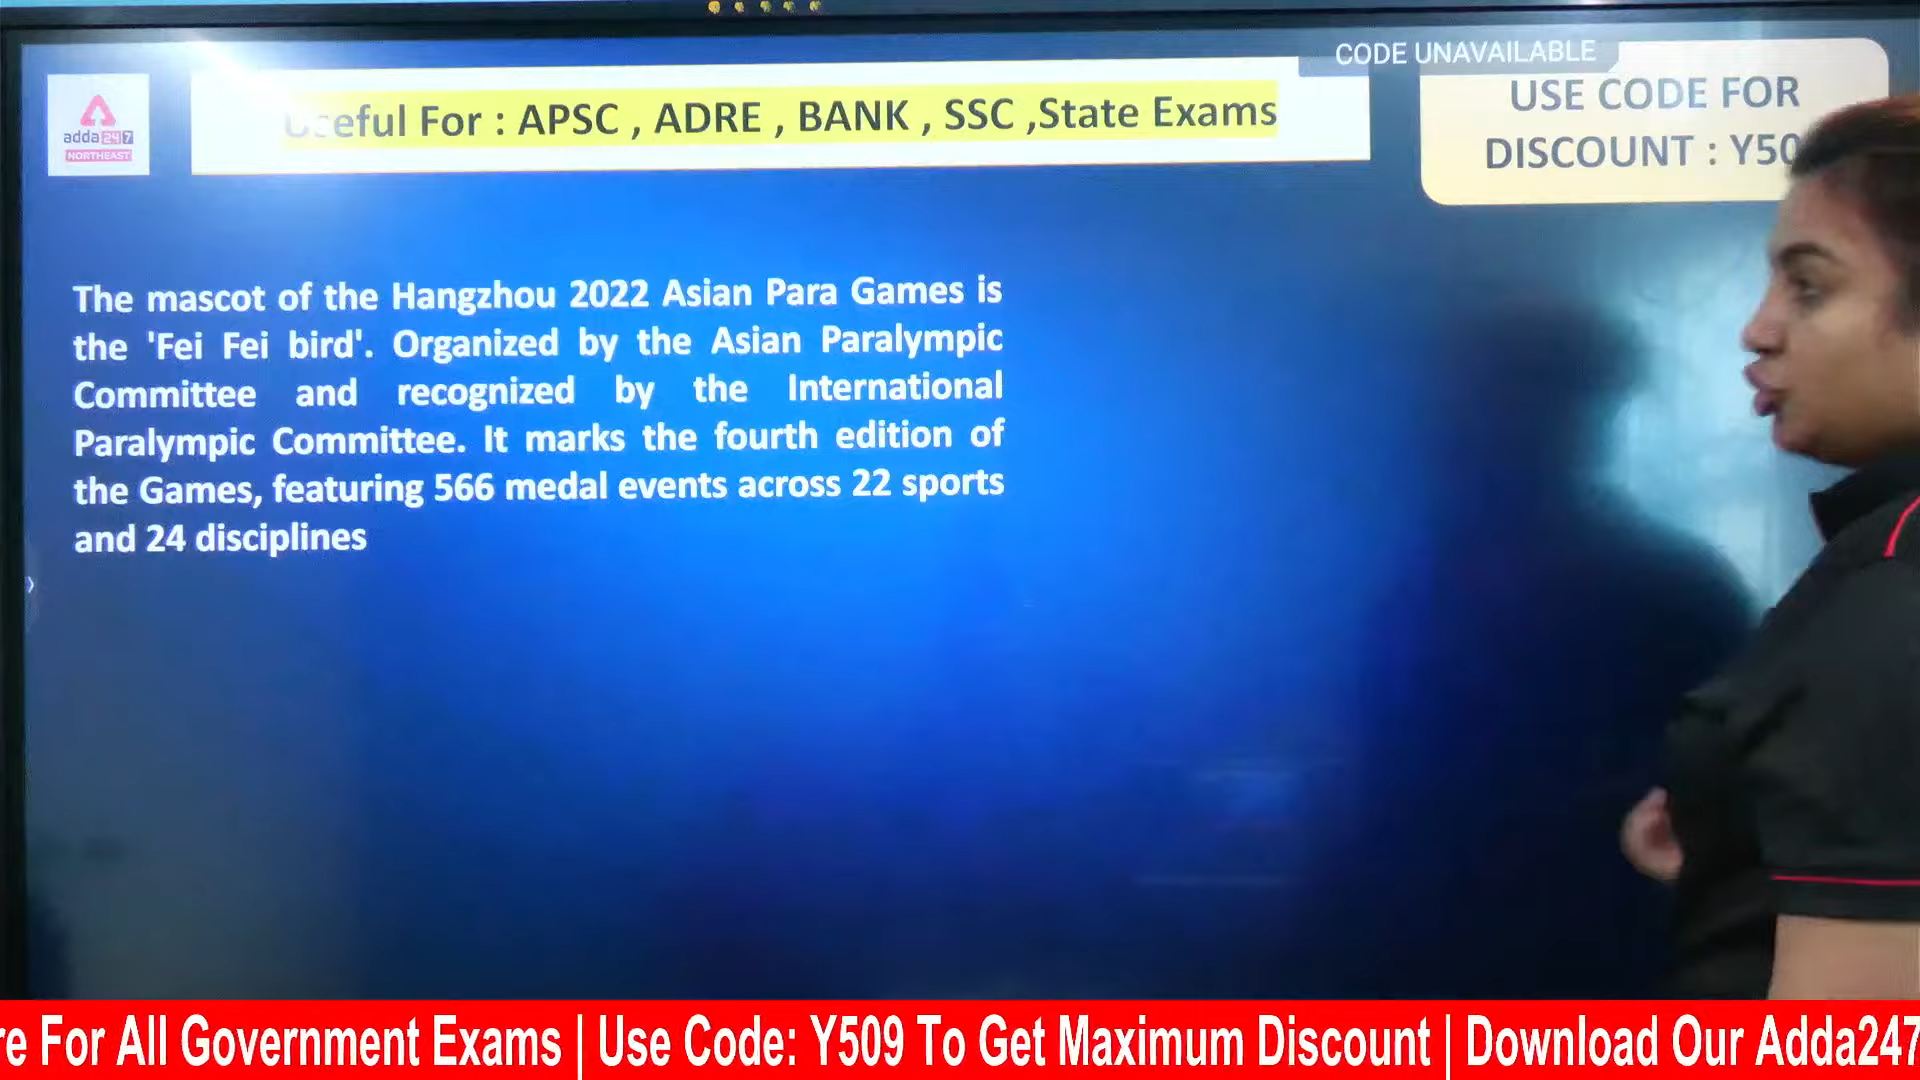 CODE UNAVAILABLE
adda247
NORTHEAST
Useful For : APSC , ADRE , BANK , SSC ,State Exams
USE CODE FOR
DISCOUNT : Y50
The mascot of the Hangzhou 2022 Asian Para Games is
the 'Fei Fei bird'. Organized by the Asian Paralympic
Committee and recognized by the International
Paralympic Committee. It marks the fourth edition of
the Games, featuring 566 medal events across 22 sports
and 24 disciplines
re For All Government Exams | Use Code: Y509 To Get Maximum Discount | Download Our Adda247